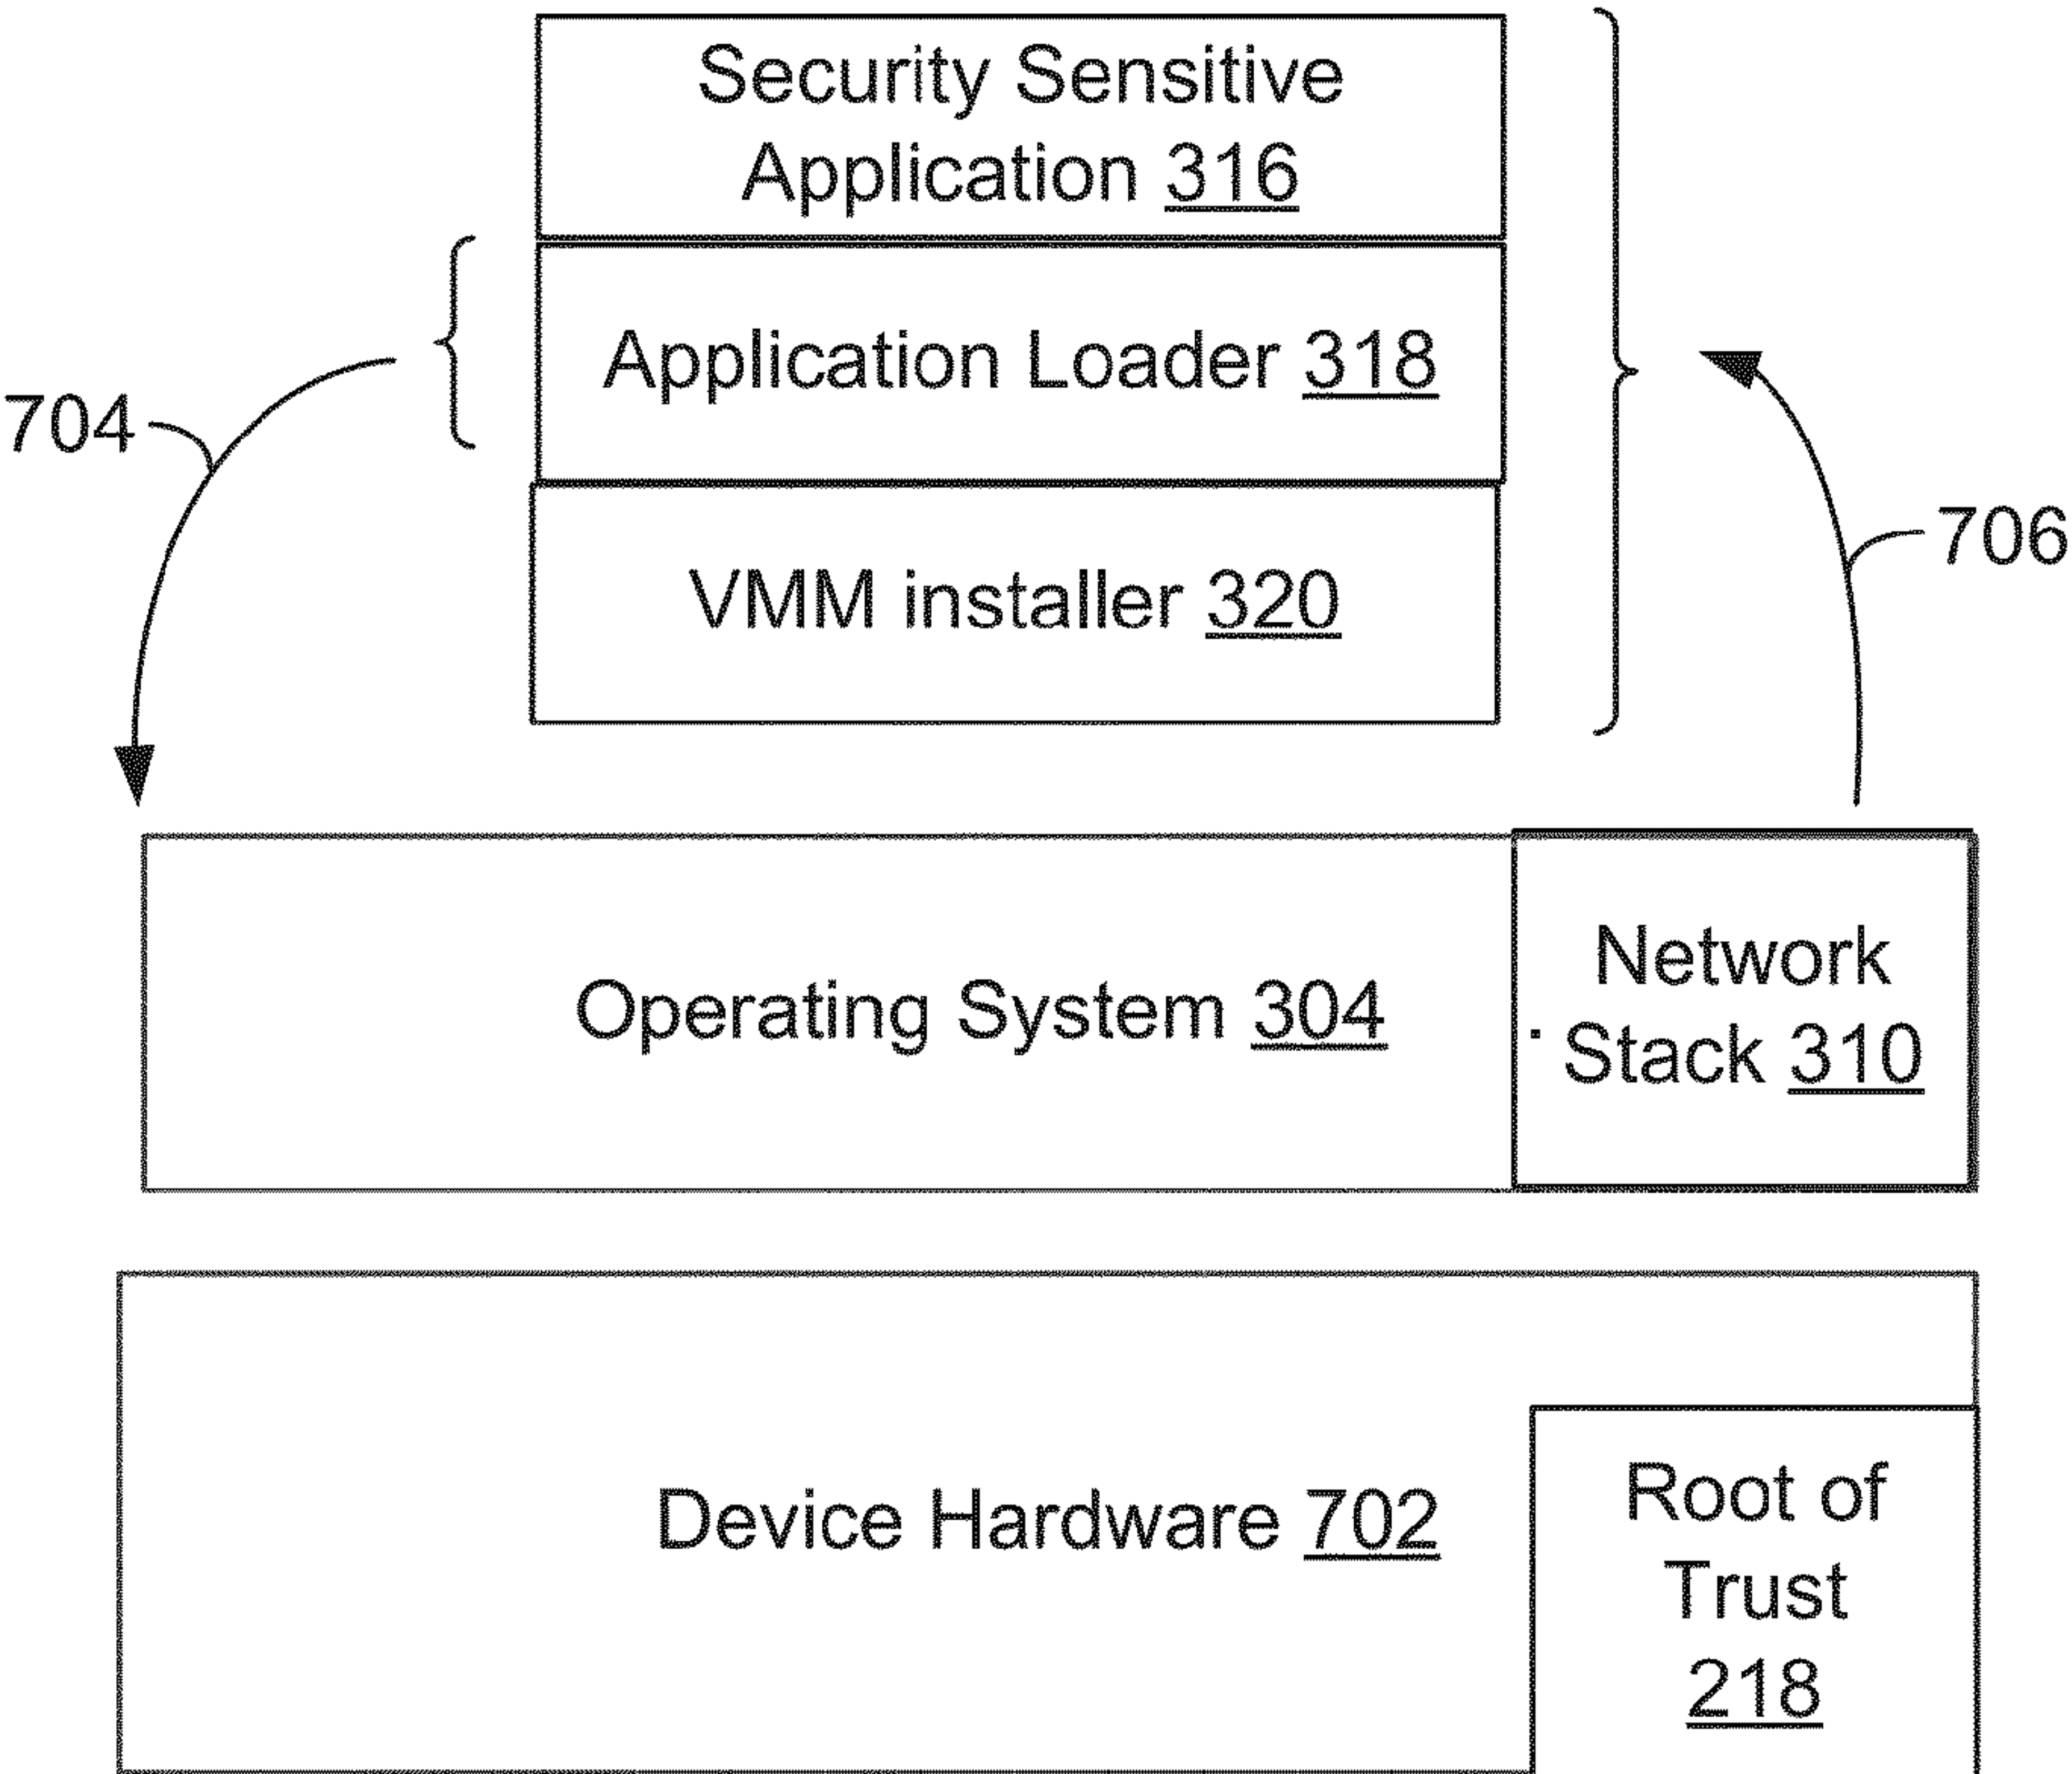 Security Sensitive
Application 316
Application Loader 318
704
VMM installer 320
706
Operating System 304
Network
Stack 310
Device Hardware 702
Root of
Trust
218